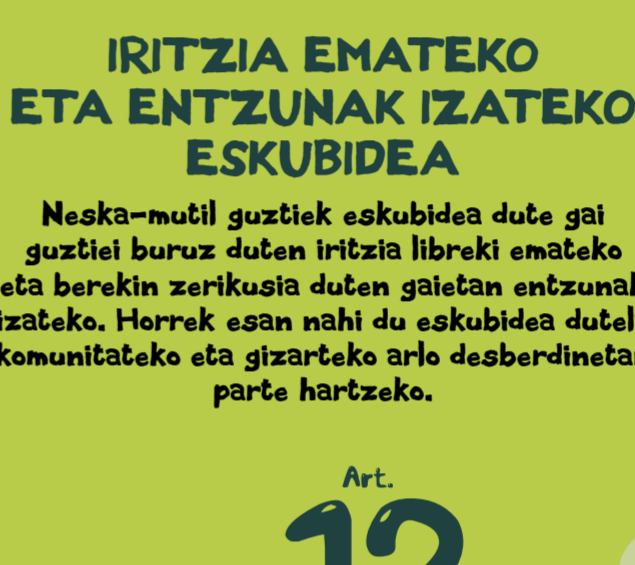 IRITZIA EMATEKO
ETA ENTZUNAK IZATEKO
ESKUBIDEA
Neska-mutil guztiek eskubidea dute gai
guztiei buruz duten iritzia libreki emateko
eta berekin zerikusia duten gaietan entzunak
izateko. Horrek esan nahi du eskubidea dutela
komunitateko eta gizarteko arlo desberdinetan
parte hartzeko.
Art.
12